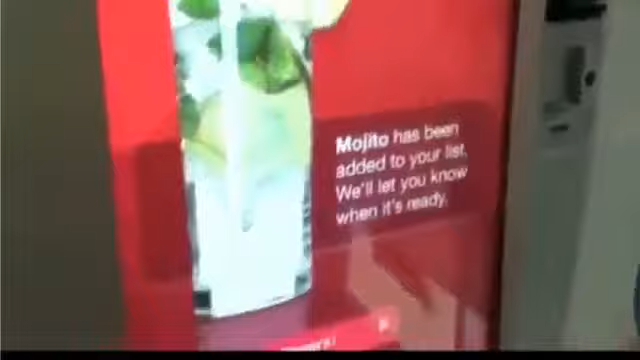 Mojito has been
added to your list.
We'll let you know
when it's ready.